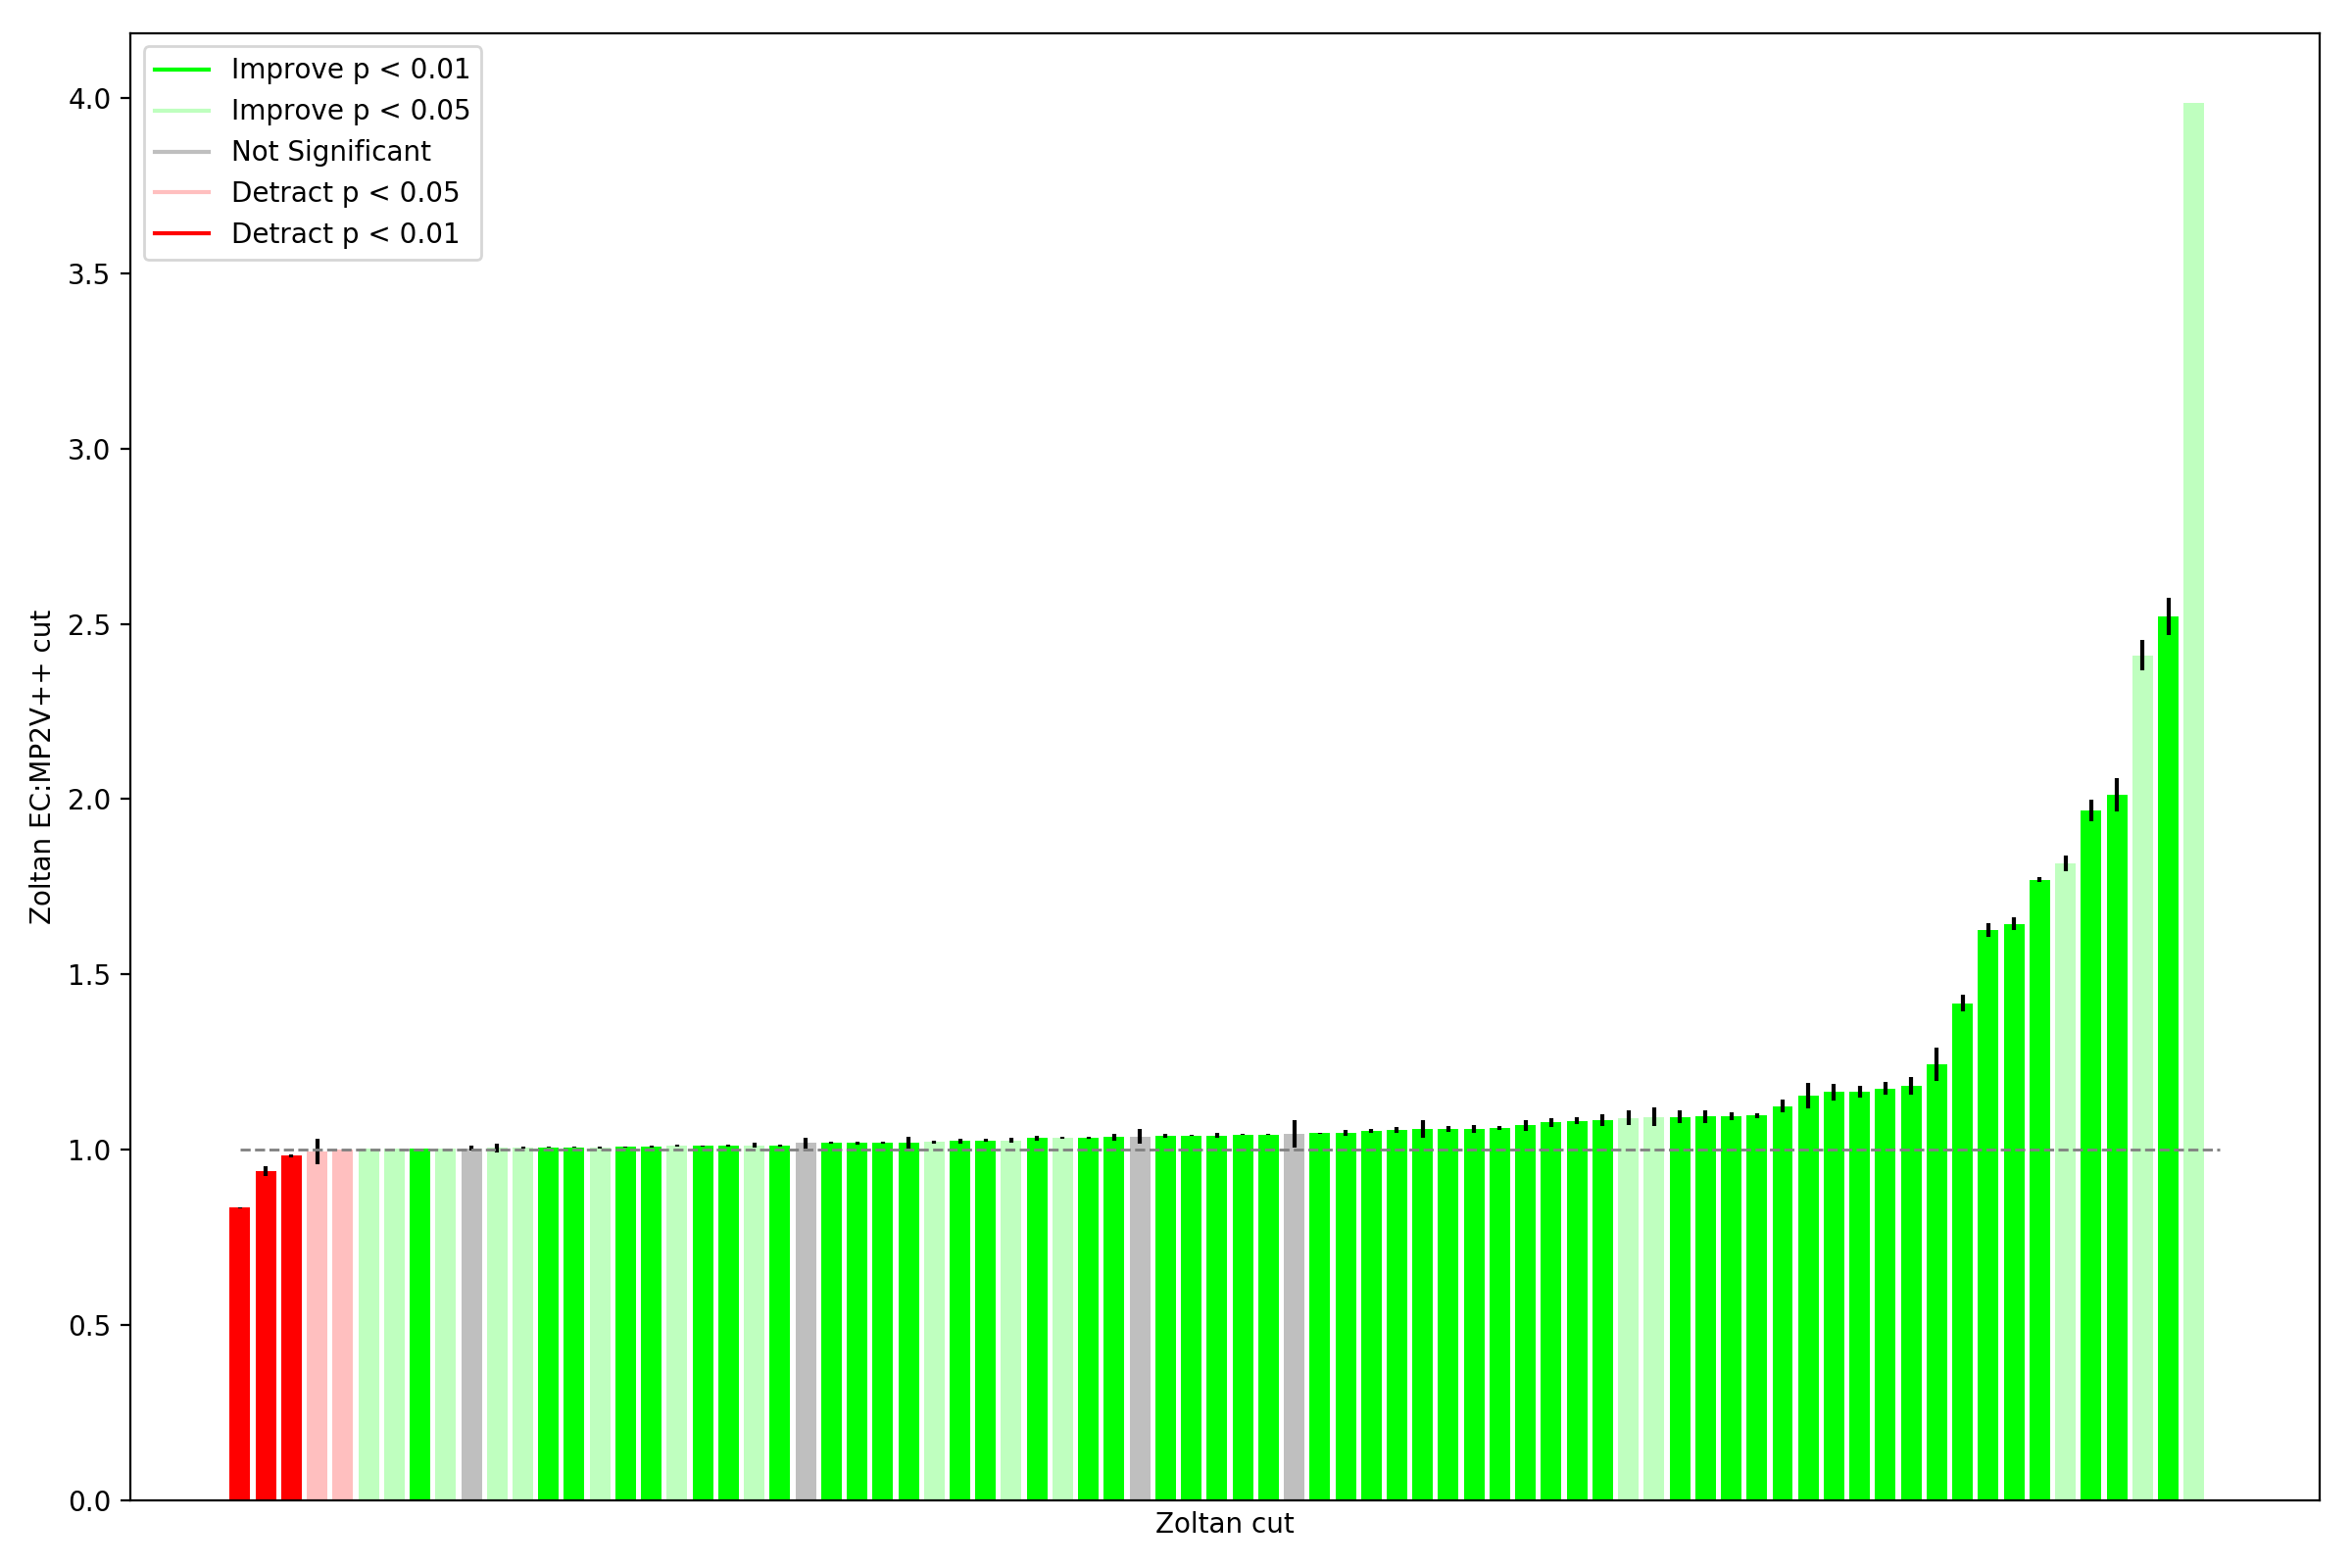 Improve p < 0.01
Improve p < 0.05
Not Significant
Detract p < 0.05
Detract p < 0.01
4.0
3.5
3.0
2.5
2.0
1.5
1.0
0.5
0.0
Zoltan EC:MP2V++ cut
Zoltan cut